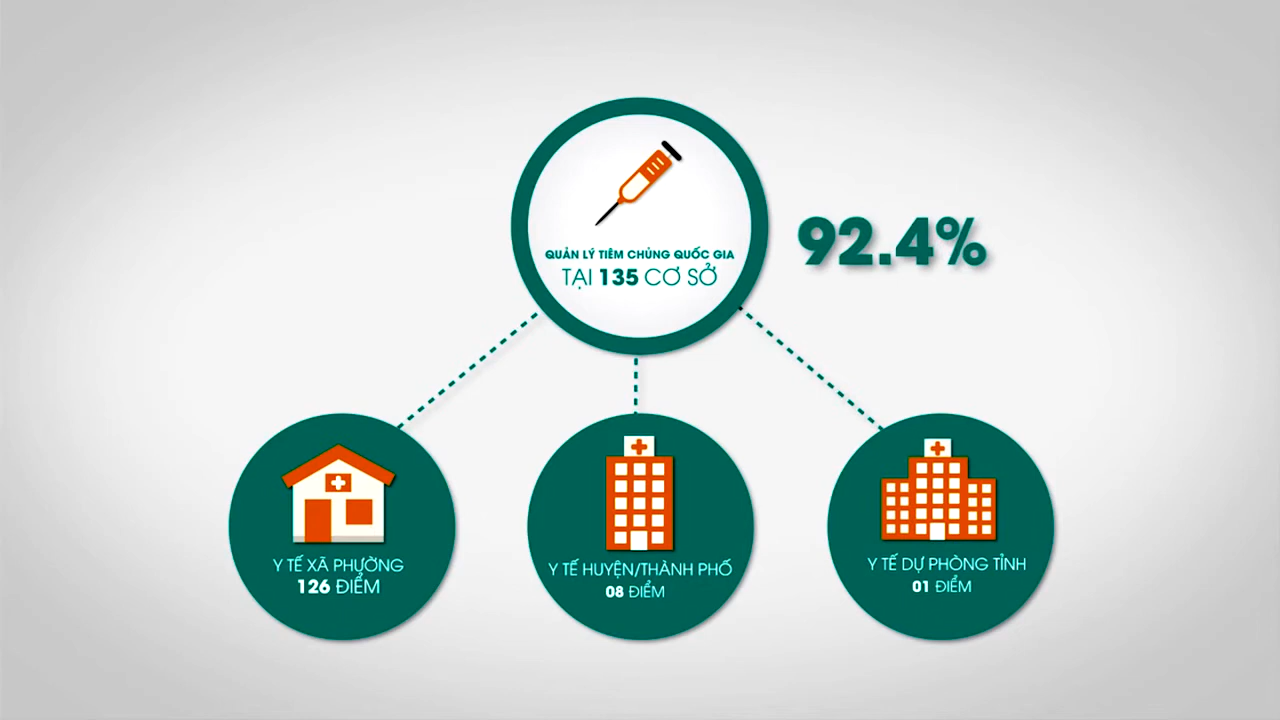 QUẢN LÝ TIÊM CHỦNG QUỐC GIA
TẠI 135 CƠ SỞ
92.4%
Y TẾ XÃ PHƯỜNG
126 ĐIỂM
Y TẾ HUYỆN/THÀNH PHỐ
08 ĐIỂM
Y TẾ DỰ PHÒNG TỈNH
01 ĐIỂM